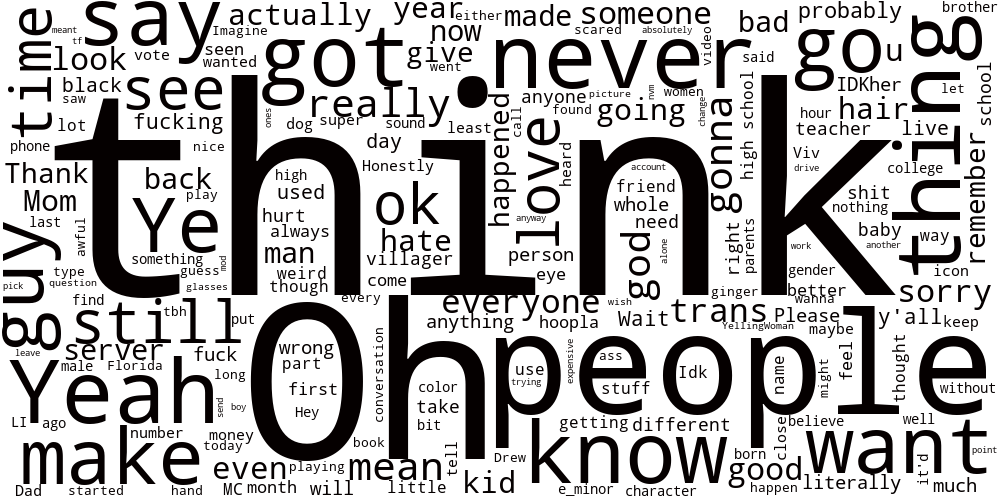 think
Oh
people
never
got
say
go
know
want
make
Yeah
still
Ye
guy
thing
love
see
time
ok
really
look
actually
year
either
made
someone
bad
probably
brother
meant
tf
vote
Imagine
seen
wanted
now
give
went
scared
absolutely
video
said
u
let
school
black
saw
fucking
lot
phone
nice
ones
dog
super
sound
least
call
anyone
picture
found
nvm
women
going
change
high school
IDKher
hour
hair
teacher
live
Thank
Mom
last
awful
back
play
day
Honestly
high
used
hurt
always
man
weird
though
happened
hate
villager
come
heard
account
friend
whole
need
anyway
person
eye
god
alone
gonna
right
parents
Viv
drive
college
remember
shit
nothing
baby
another
way
work
gender
better
wanna
icon
sorry
something
guess
mod
glasses
type
question
pick
find
tbh
put
every
everyone
wish
anything
hoopla
Wait
trans
ginger
Please
YellingWoman
maybe
y'all
keep
leave
server
fuck
male
Florida
long
send
boy
wrong
part
first
Hey
conversation
color
take
bit
use
trying
expensive
ass
stuff
Idk
name
might
feel
thought
without
LI
ago
number
money
today
book
tell
getting
different
close
believe
well
it'd
point
Dad
started
hand
even
MC
month
playing
will
mean
little
kid
Drew
e_minor
character
born
good
happen
literally
much